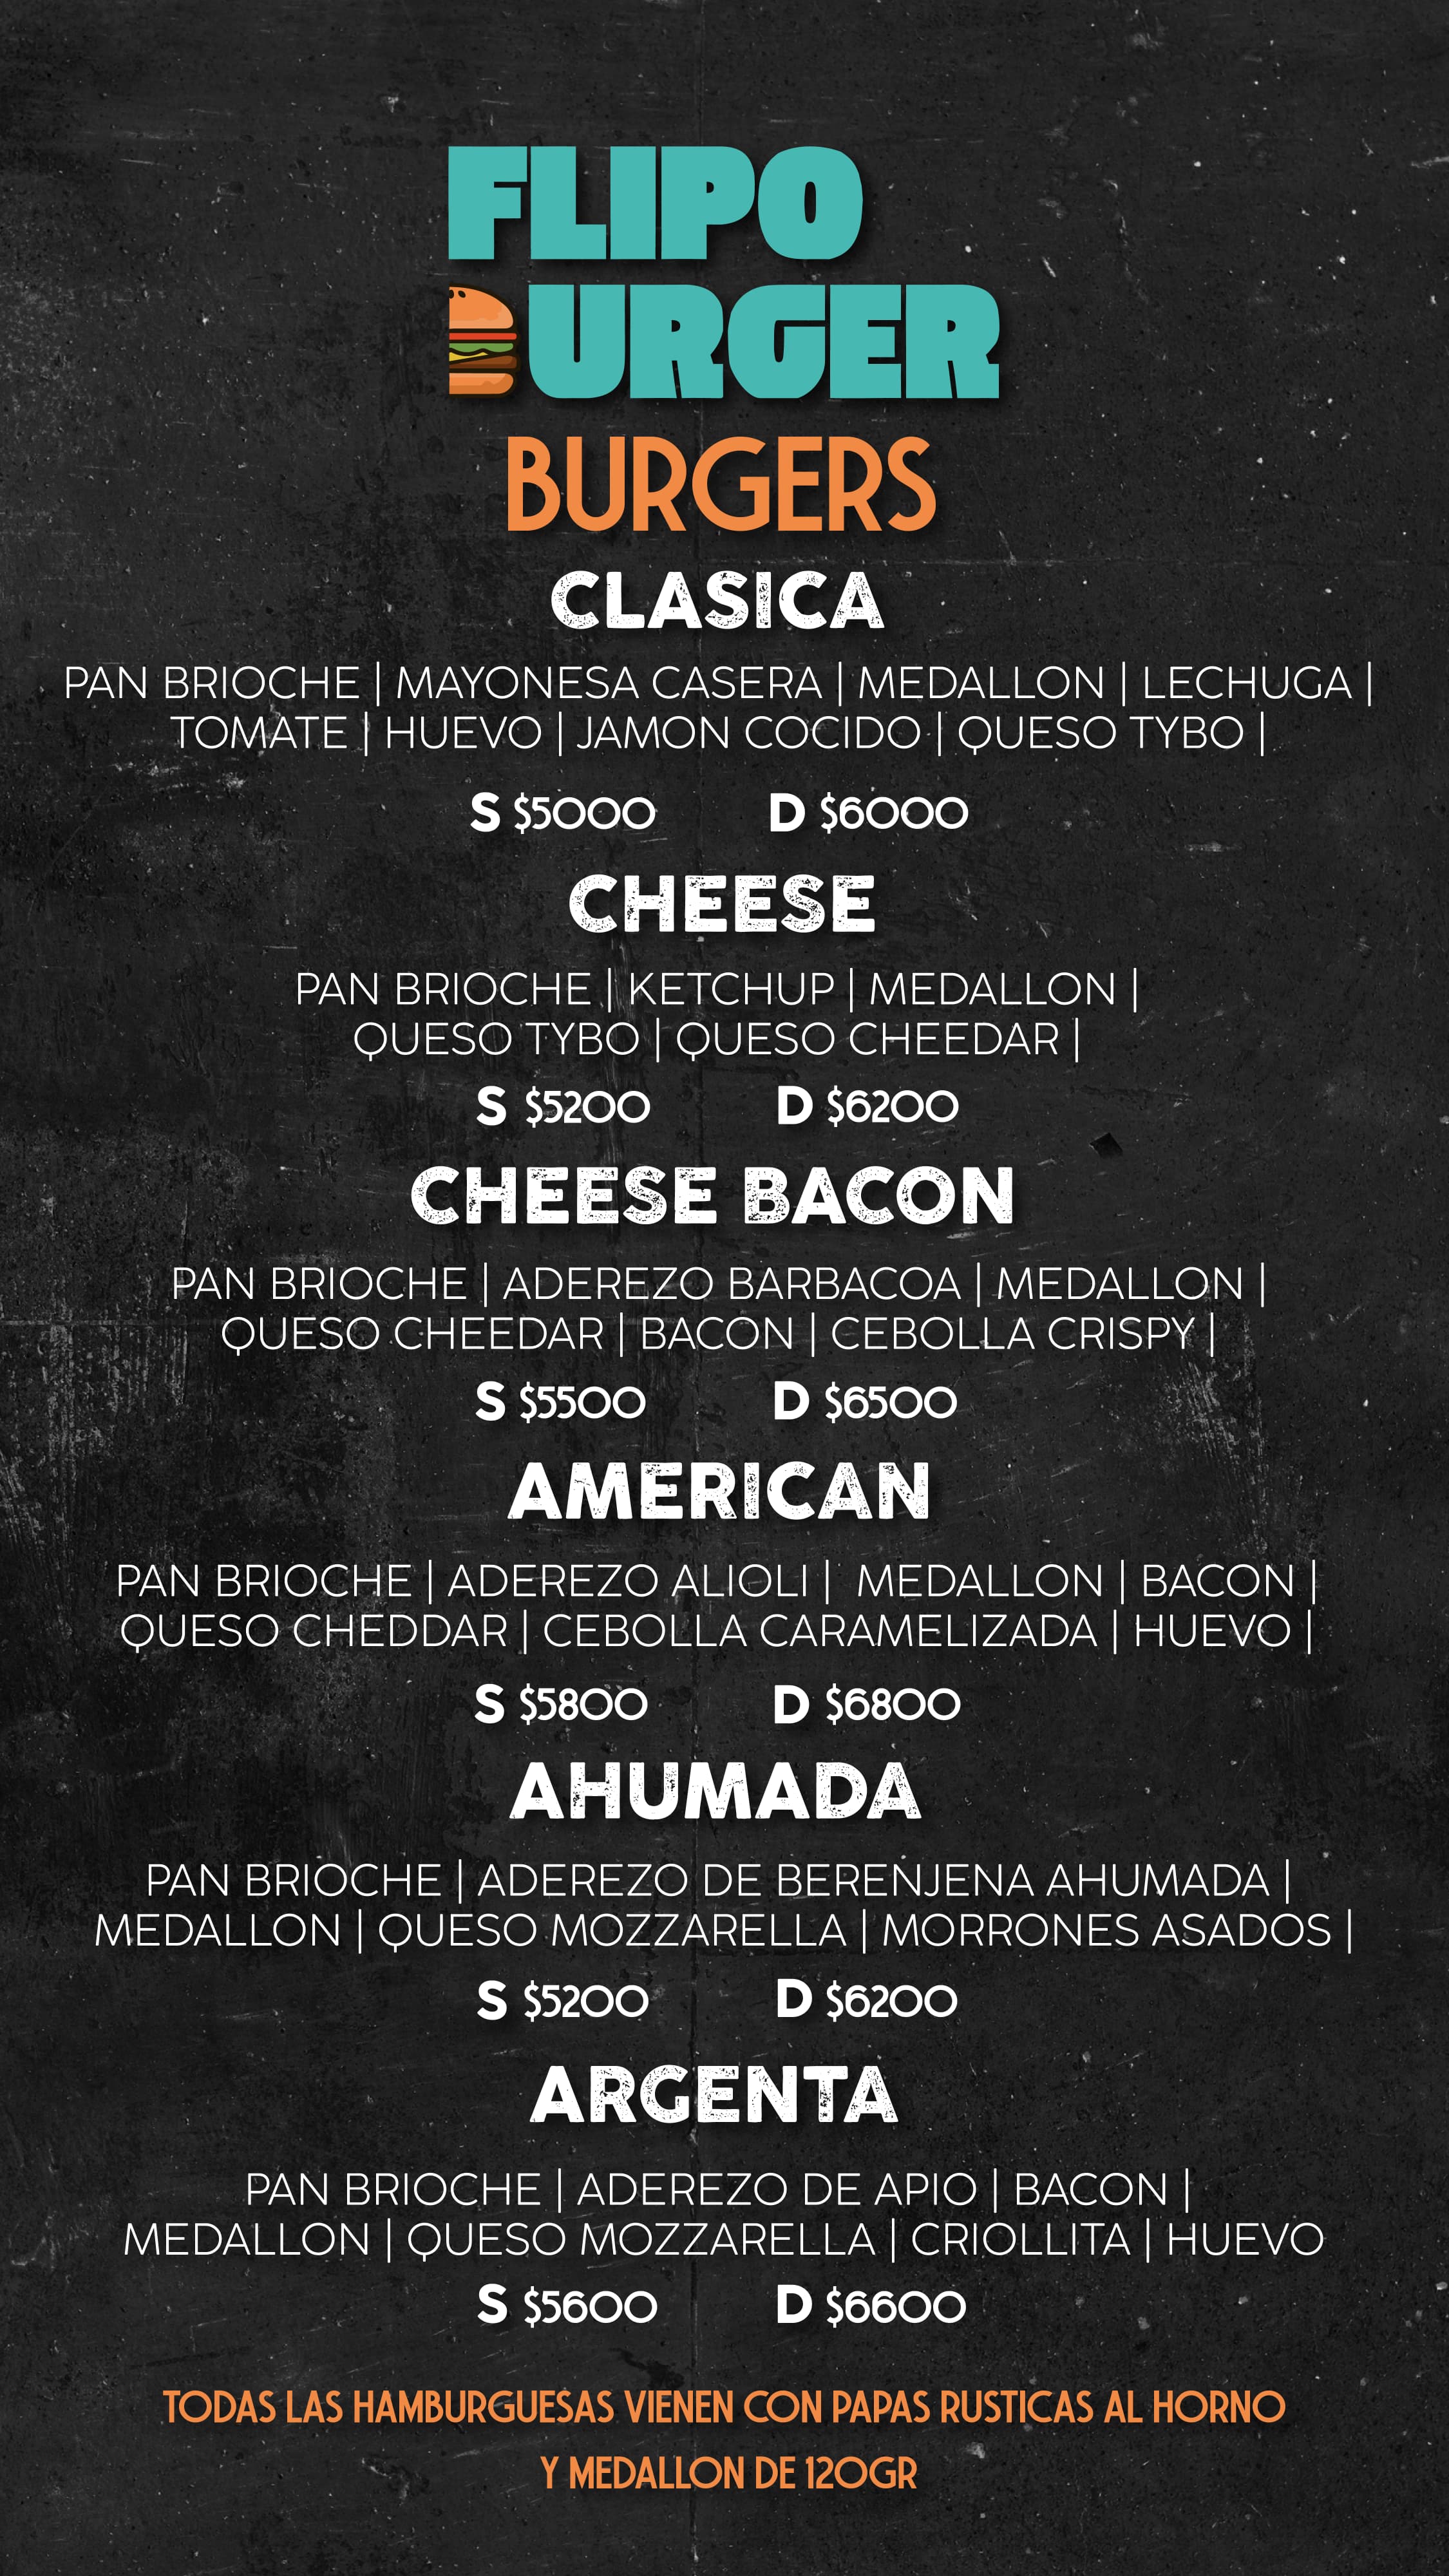 FLIPO
URGER
BURGERS
CLASICA
PAN BRIOCHE | MAYONESA CASERA | MEDALLON | LECHUGA |
TOMATE | HUEVO | JAMON COCIDO | QUESO TYBO |
S $5000 D $6000
CHEESE
PAN BRIOCHE | KETCHUP | MEDALLON |
QUESO TYBO | QUESO CHEEDAR |
S $5200 D $6200
CHEESE BACON
PAN BRIOCHE | ADEREZO BARBACOA | MEDALLON |
QUESO CHEEDAR | BACON | CEBOLLA CRISPY |
S $5500 D $6500
AMERICAN
PAN BRIOCHE | ADEREZO ALIOLI | MEDALLON | BACON |
QUESO CHEDDAR | CEBOLLA CARAMELIZADA | HUEVO |
S $5800 D $6800
AHUMADA
PAN BRIOCHE | ADEREZO DE BERENJENA AHUMADA |
MEDALLON | QUESO MOZZARELLA | MORRONES ASADOS |
S $5200 D $6200
ARGENTA
PAN BRIOCHE | ADEREZO DE APIO | BACON |
MEDALLON | QUESO MOZZARELLA | CRIOLLITA | HUEVO
S $5600 D $6600
TODAS LAS HAMBURGUESAS VIENEN CON PAPAS RUSTICAS AL HORNO
Y MEDALLON DE 120GR